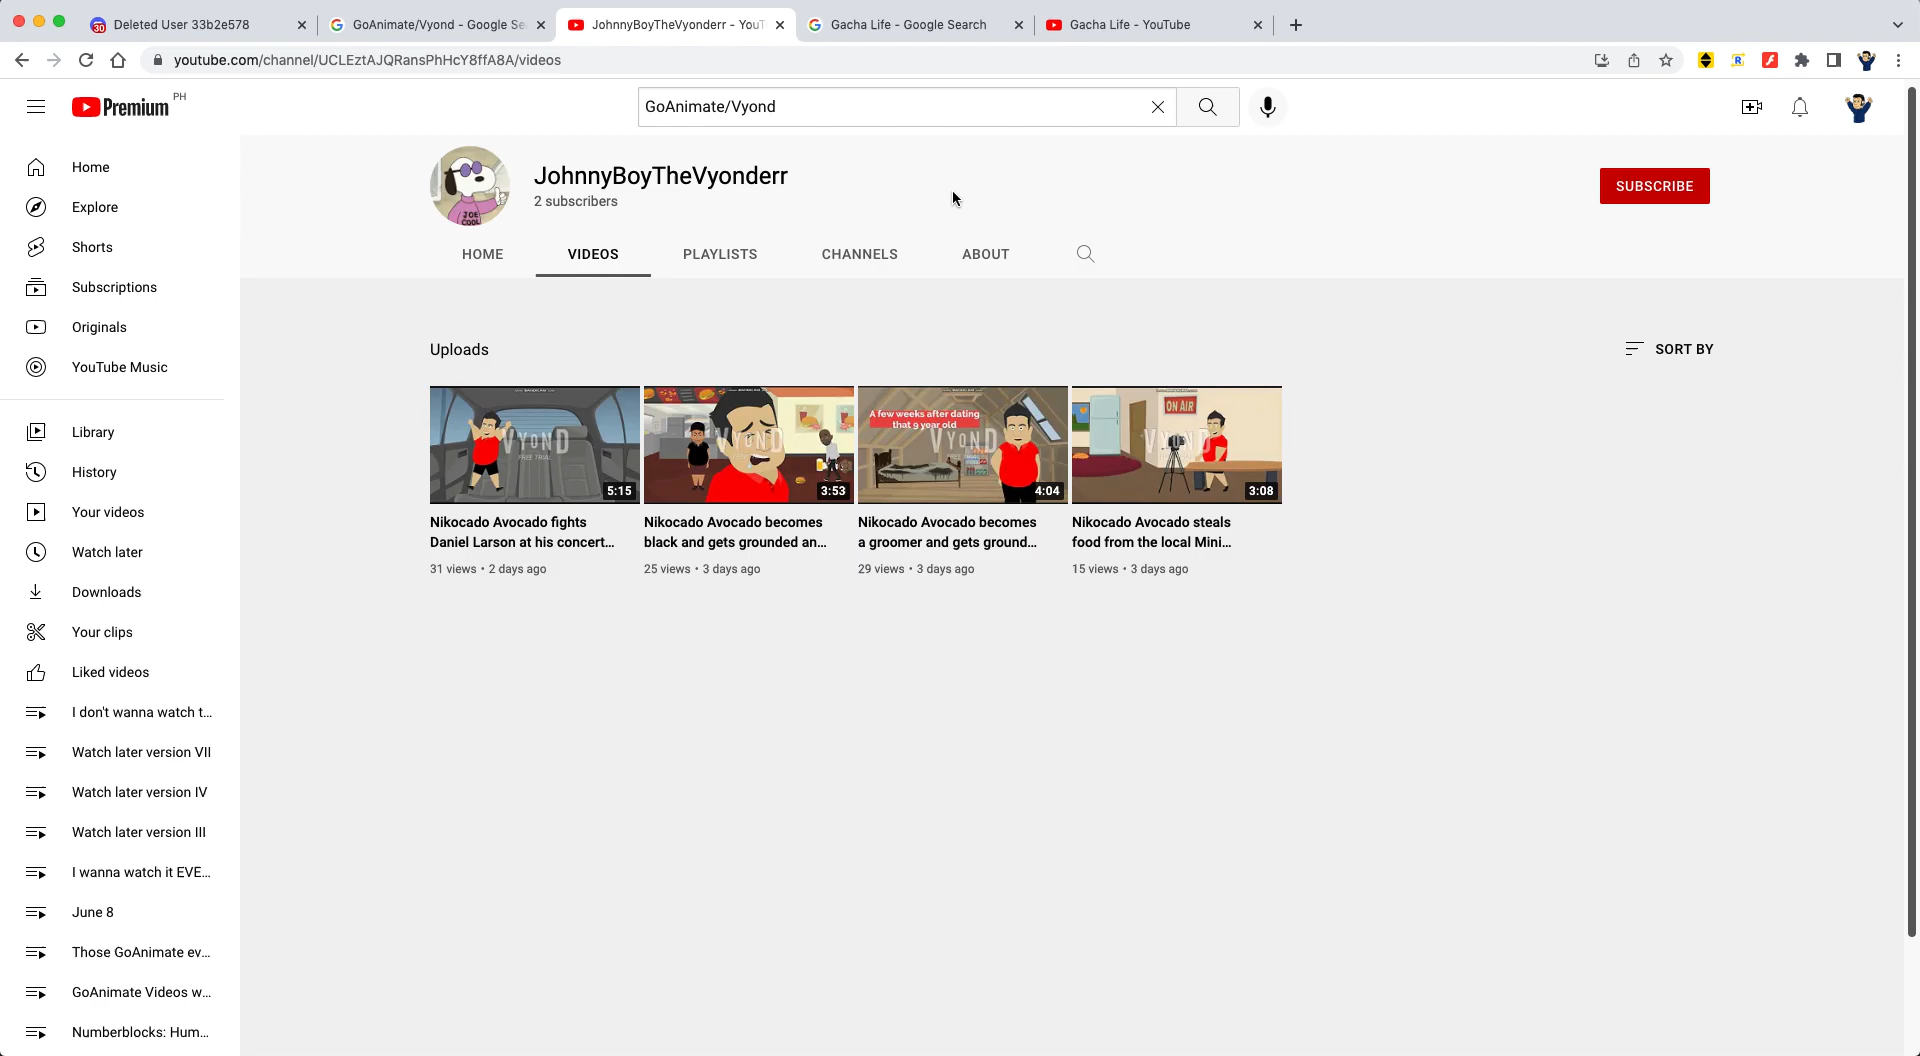 Deleted User 33b2e578
GoAnimate/Vyond - Google Se
JohnnyBoyTheVyonderr - YouT
Gacha Life - Google Search
Gacha Life - YouTube
youtube.com/channel/UCLEztAJQRansPhHcY8ffA8A/videos
Premium PH
GoAnimate/Vyond
Home
Explore
Shorts
Subscriptions
Originals
YouTube Music
Library
History
Your videos
Watch later
Downloads
Your clips
Liked videos
I don't wanna watch t...
Watch later version VII
Watch later version IV
Watch later version III
I wanna watch it EVE...
June 8
Those GoAnimate ev...
GoAnimate Videos w...
Numberblocks: Hum...
JOE
COOL
JohnnyBoyTheVyonderr
2 subscribers
SUBSCRIBE
HOME
VIDEOS
PLAYLISTS
CHANNELS
ABOUT
Uploads
SORT BY
VYOND
FREE TRIAL
5:15
Nikocado Avocado fights
Daniel Larson at his concert...
31 views • 2 days ago
VYOND
3:53
Nikocado Avocado becomes
black and gets grounded an...
25 views • 3 days ago
A few weeks after dating
that 9 year old
VYOND
4:04
Nikocado Avocado becomes
a groomer and gets ground...
29 views • 3 days ago
ON AIR
VYOND
3:08
Nikocado Avocado steals
food from the local Mini...
15 views • 3 days ago